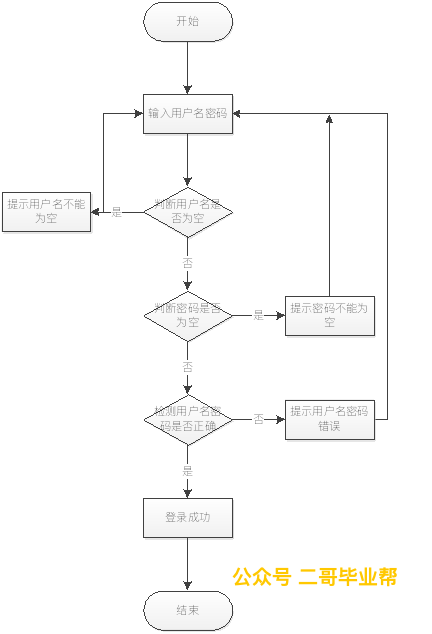 开始
输入用户名密码
判断用户名是
否为空
是
提示用户名不能
为空
否
判断密码是否
为空
是
提示密码不能为
空
否
检测用户名密
码是否正确
否
提示用户名密码
错误
是
登录成功
公众号 二哥毕业帮
结束